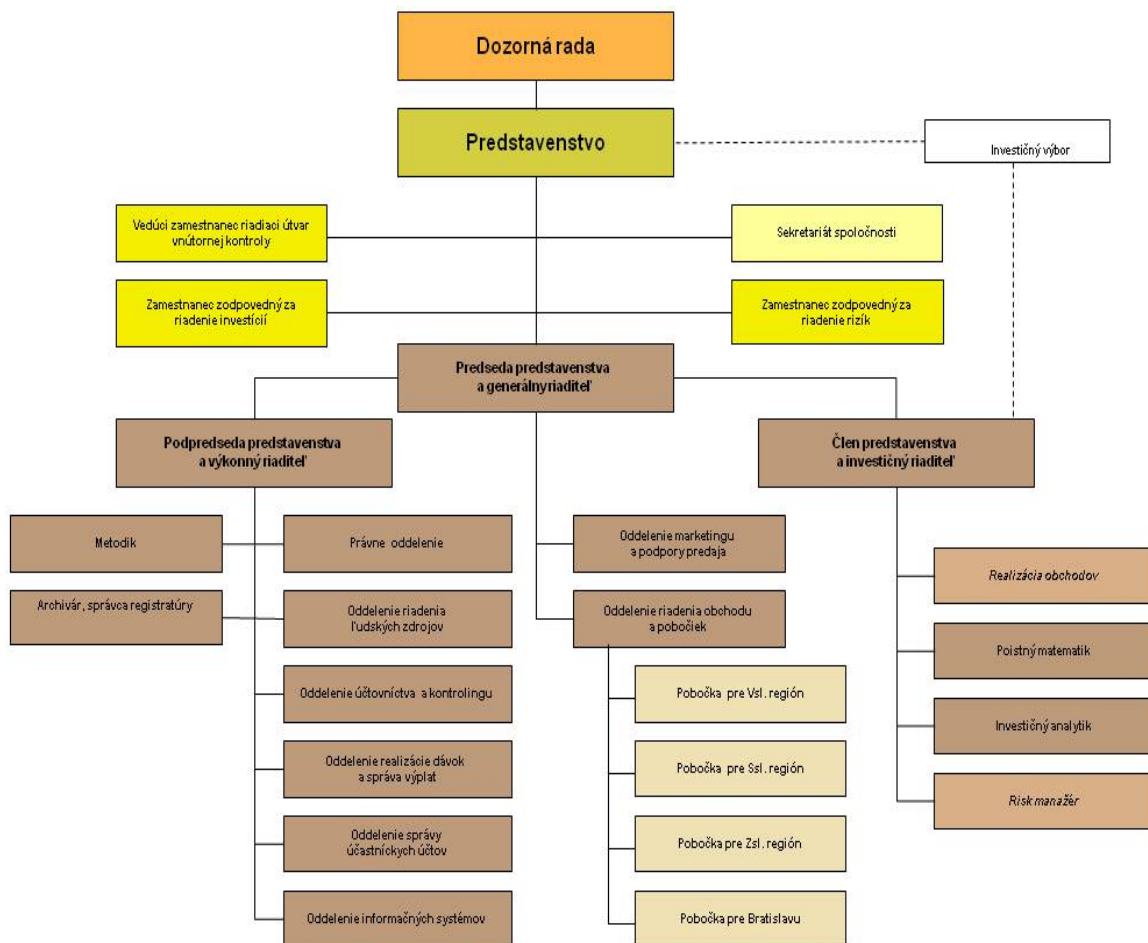 Dozorná rada
Predstavenstvo
Investičný výbor
Vedúci zamestnanec riadiaci útvar
vnútornej kontroly
Sekretariát spoločnosti
Zamestnanec zodpovedný za
riadenie investícií
Zamestnanec zodpovedný za
riadenie rizík
Predseda predstavenstva
a generálny riaditeľ
Podpredseda predstavenstva
a výkonný riaditeľ
Člen predstavenstva
a investičný riaditeľ
Metodik
Právne oddelenie
Archivár, správca registratúry
Oddelenie riadenia
ľudských zdrojov
Oddelenie účtovníctva a kontrolingu
Oddelenie realizácie dávok
a správa výplat
Oddelenie správy
účastníckych účtov
Oddelenie informačných systémov
Oddelenie marketingu
a podpory predaja
Oddelenie riadenia obchodu
a pobočiek
Pobočka pre Vsl. región
Pobočka pre Ssl. región
Pobočka pre Zsl. región
Pobočka pre Bratislavu
Realizácia obchodov
Poistný matematik
Investičný analytik
Risk manažér